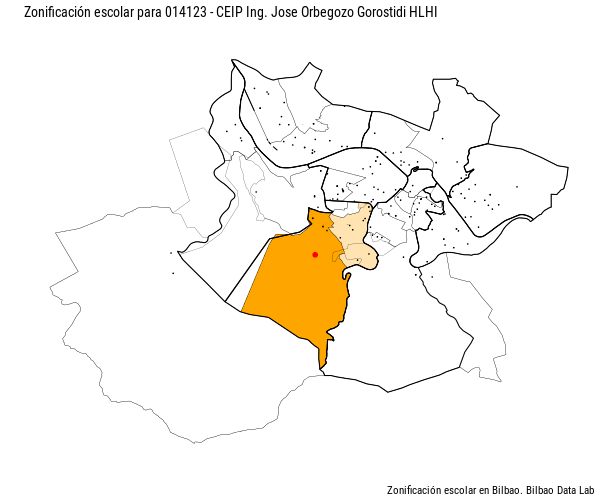 Zonificación escolar para 014123 - CEIP Ing. Jose Orbegozo Gorostidi HLHI
Zonificación escolar en Bilbao. Bilbao Data Lab